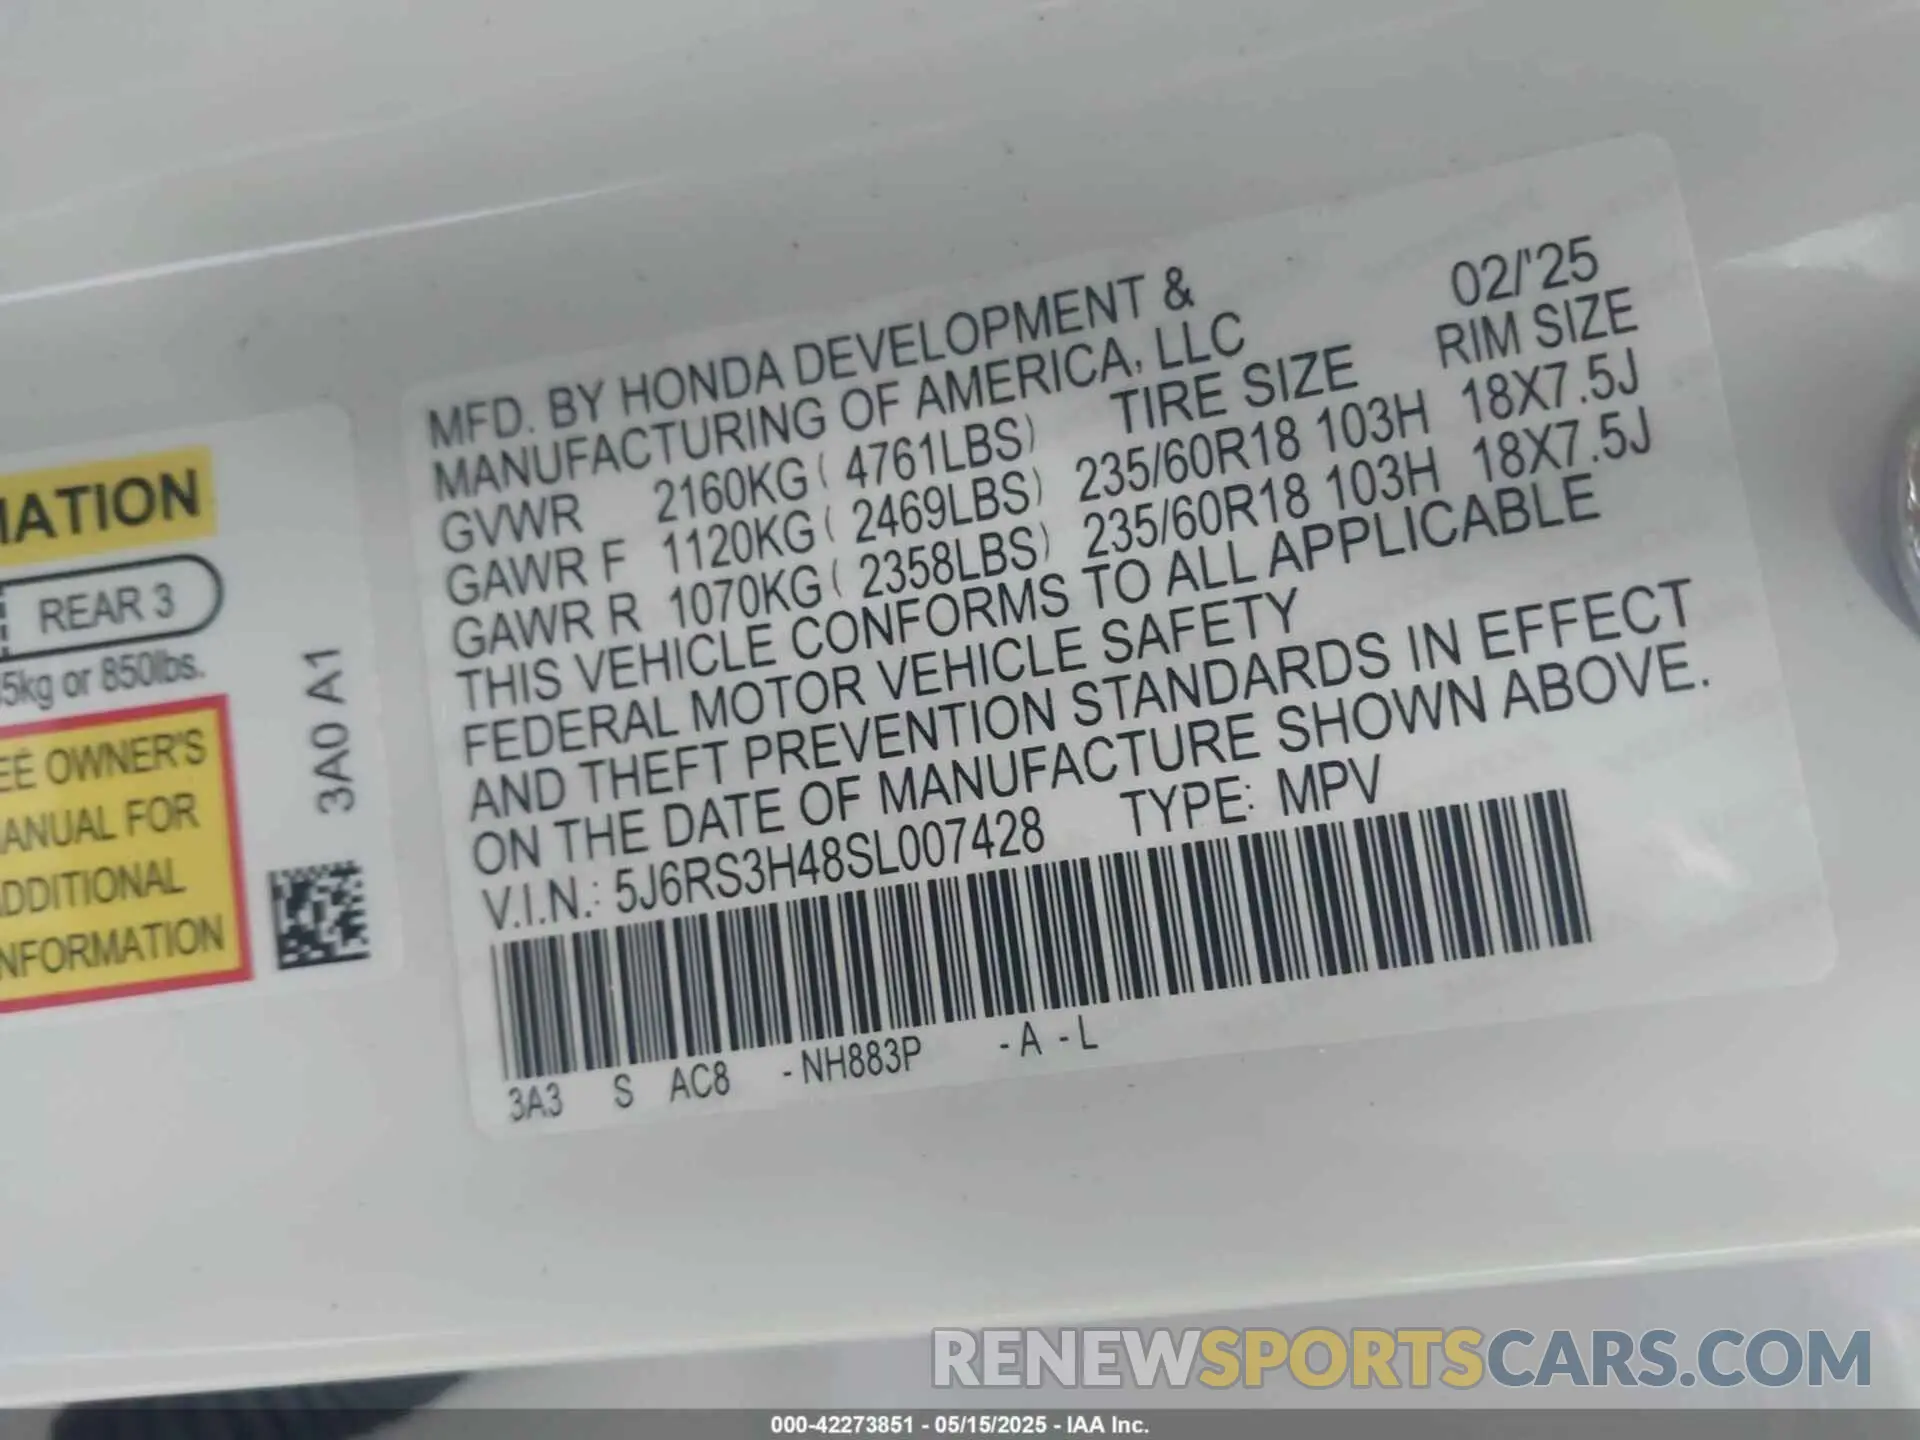 MATION
REAR 3
5kg or 850lbs.
EE OWNER'S
ANUAL FOR
DDITIONAL
NFORMATION
3A0 A1
MFD. BY HONDA DEVELOPMENT & 02/'25
MANUFACTURING OF AMERICA, LLC RIM SIZE
GVWR 2160KG ( 4761LBS) TIRE SIZE
GAWR F 1120KG ( 2469LBS) 235/60R18 103H 18X7.5J
GAWR R 1070KG ( 2358LBS) 235/60R18 103H 18X7.5J
THIS VEHICLE CONFORMS TO ALL APPLICABLE
FEDERAL MOTOR VEHICLE SAFETY
AND THEFT PREVENTION STANDARDS IN EFFECT
ON THE DATE OF MANUFACTURE SHOWN ABOVE.
V.I.N.: 5J6RS3H48SL007428 TYPE: MPV
3A3 S AC8 - NH883P - A - L
RENEWSPORTSCARS.COM
000-42273851 - 05/15/2025 - IAA Inc.